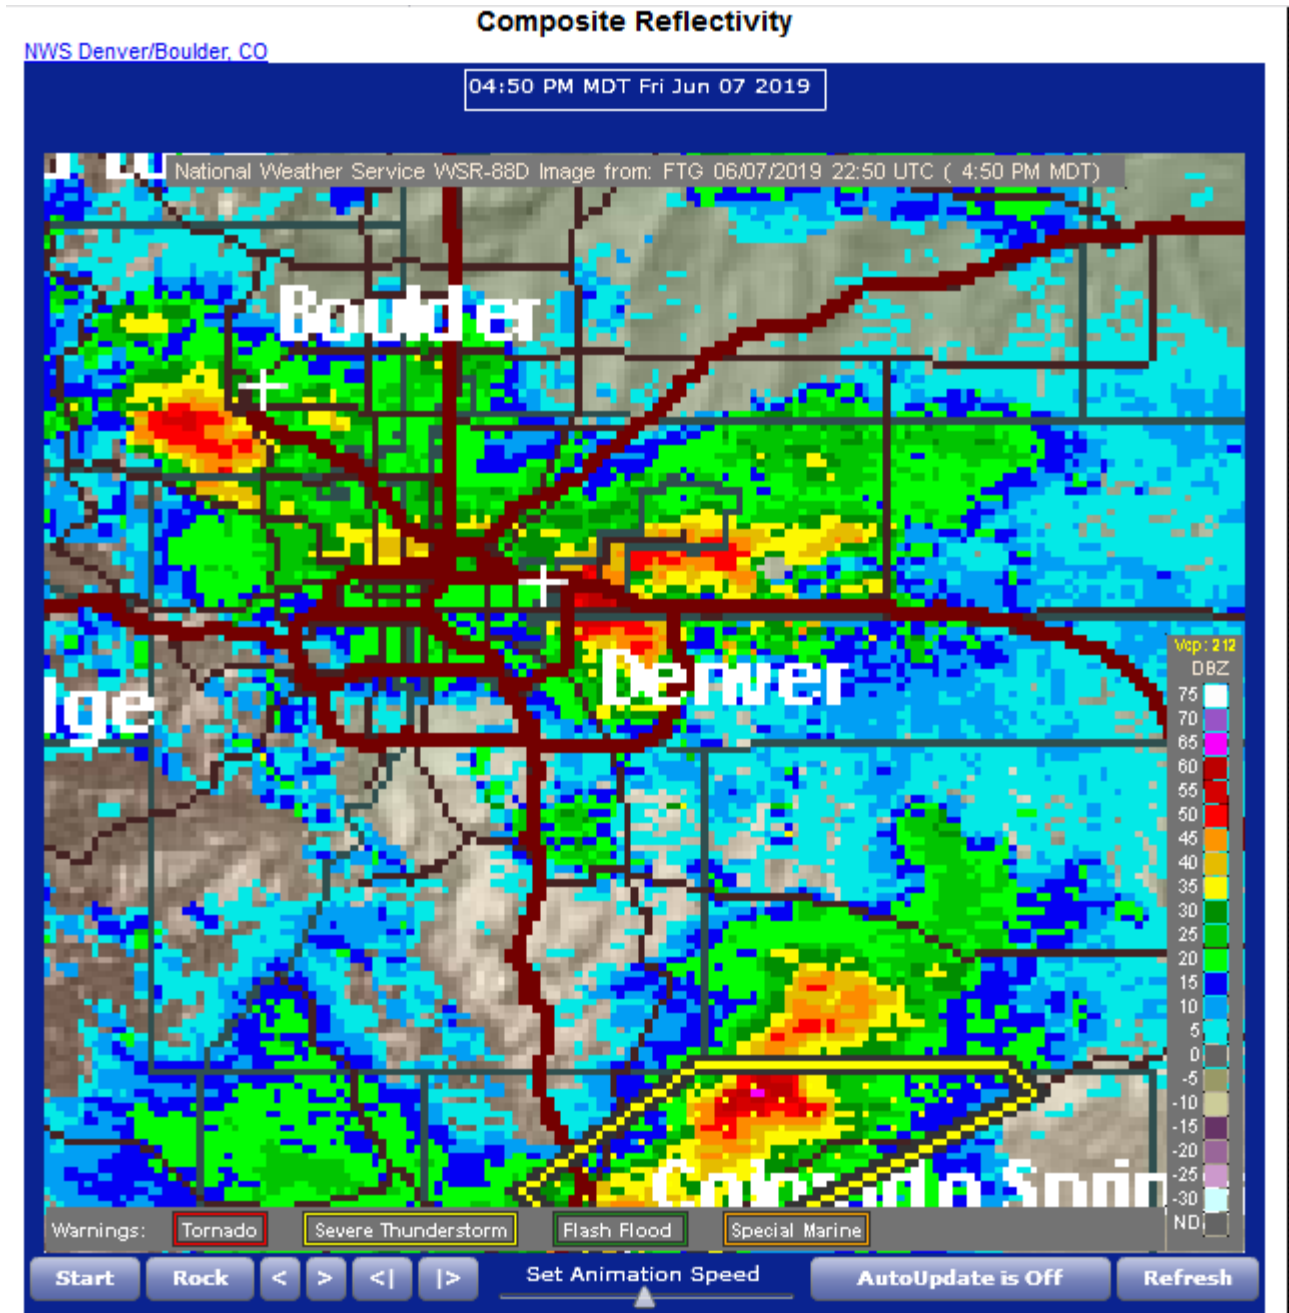 Composite Reflectivity
NWS Denver/Boulder, CO
04:50 PM MDT Fri Jun 07 2019
National Weather Service WSR-88D Image from: FTG 06/07/2019 22:50 UTC ( 4:50 PM MDT)
Boulder
Denver
lge
Vcp: 212
DBZ
75
70
65
60
55
50
45
40
35
30
25
20
15
10
5
0
-5
-10
-15
-20
-25
-30
ND
Colorado Sprin
Warnings: Tornado Severe Thunderstorm Flash Flood Special Marine
Start Rock < > <| |> Set Animation Speed AutoUpdate is Off Refresh